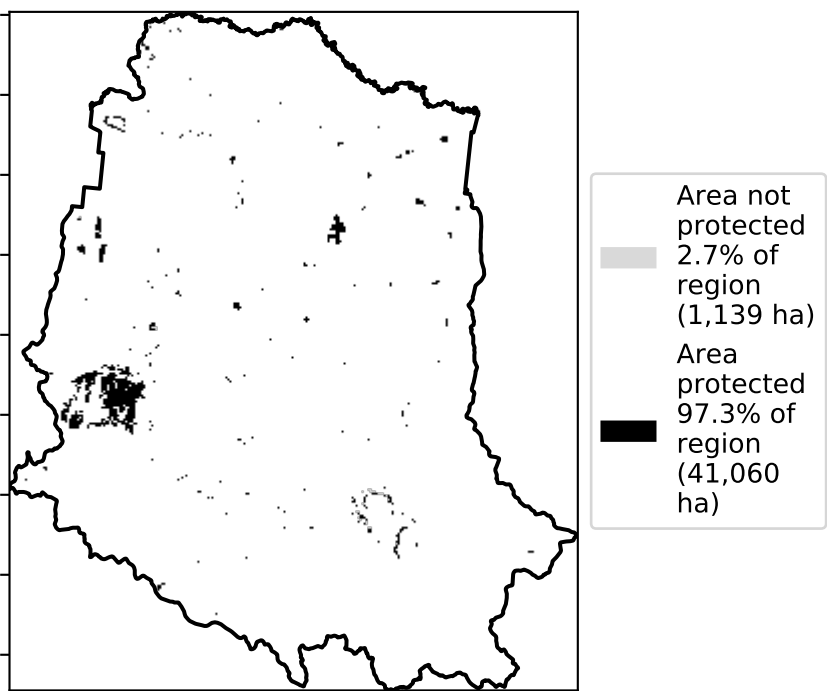 Area not
protected
2.7% of
region
(1,139 ha)
Area
protected
97.3% of
region
(41,060
ha)